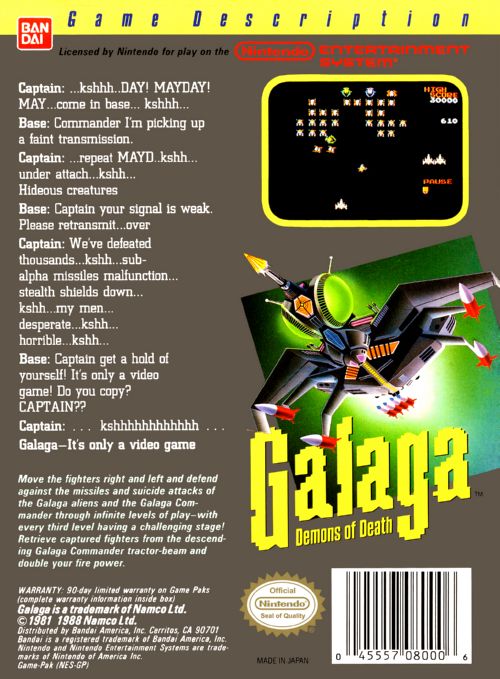 BAN
DAI
Game Description
Licensed by Nintendo for play on the Nintendo ENTERTAINMENT
SYSTEM®
Captain: ...kshhh..DAY! MAYDAY!
MAY...come in base... kshhh...
Base: Commander I'm picking up
a faint transmission.
Captain: ...repeat MAYD..kshh...
under attach...kshh...
Hideous creatures
Base: Captain your signal is weak.
Please retransmit...over
Captain: We've defeated
thousands...kshh...sub-
alpha missiles malfunction...
stealth shields down...
kshh...my men...
desperate...kshh...
horrible...kshh...
Base: Captain get a hold of
yourself! It's only a video
game! Do you copy?
CAPTAIN??
Captain: . . . kshhhhhhhhhhhh . . .
Galaga—It's only a video game
HIGH
SCORE
30000
610
PAUSE
Galaga™
Demons of Death
Move the fighters right and left and defend
against the missiles and suicide attacks of
the Galaga aliens and the Galaga Com-
mander through infinite levels of play—with
every third level having a challenging stage!
Retrieve captured fighters from the descend-
ing Galaga Commander tractor-beam and
double your fire power.
WARRANTY: 90-day limited warranty on Game Paks
(complete warranty information inside box)
Galaga is a trademark of Namco Ltd.
©1981 1988 Namco Ltd.
Distributed by Bandai America, Inc. Cerritos, CA 90701
Bandai is a registered trademark of Bandai America, Inc.
Nintendo and Nintendo Entertainment Systems are trade-
marks of Nintendo of America Inc.
Game-Pak (NES-GP)
Official
Nintendo
Seal of Quality
MADE IN JAPAN
0 45557 08000 6